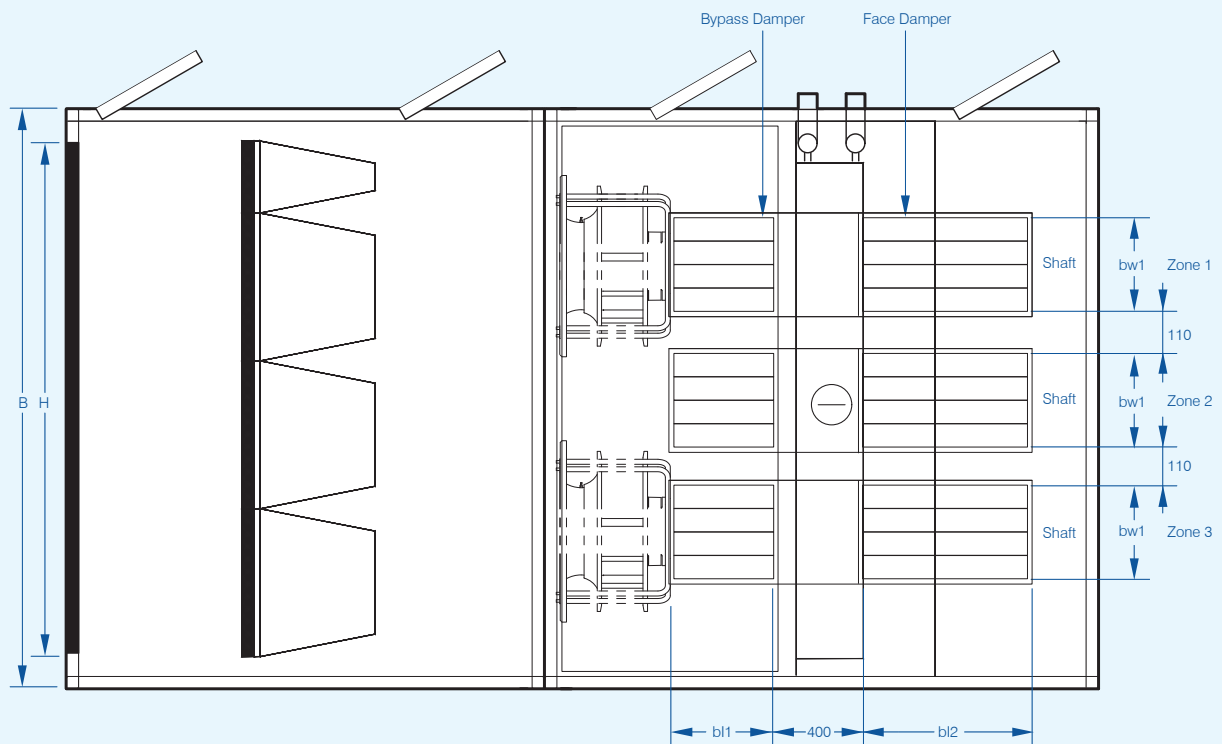 Bypass Damper
Face Damper
Shaft
bw1
Zone 1
110
B
H
Shaft
bw1
Zone 2
110
Shaft
bw1
Zone 3
bl1
400
bl2